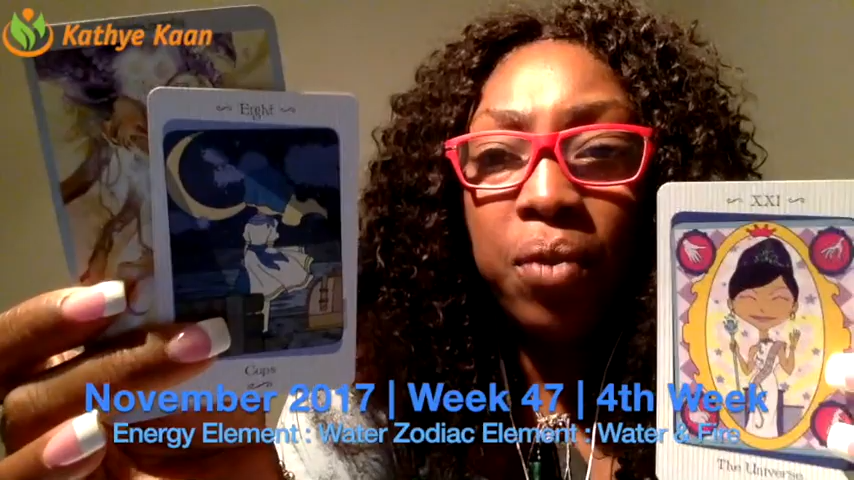 Kathye Kaan
Eight
XXI
Cups
November 2017 | Week 47 | 4th Week
Energy Element : Water Zodiac Element : Water & Fire
The Universe